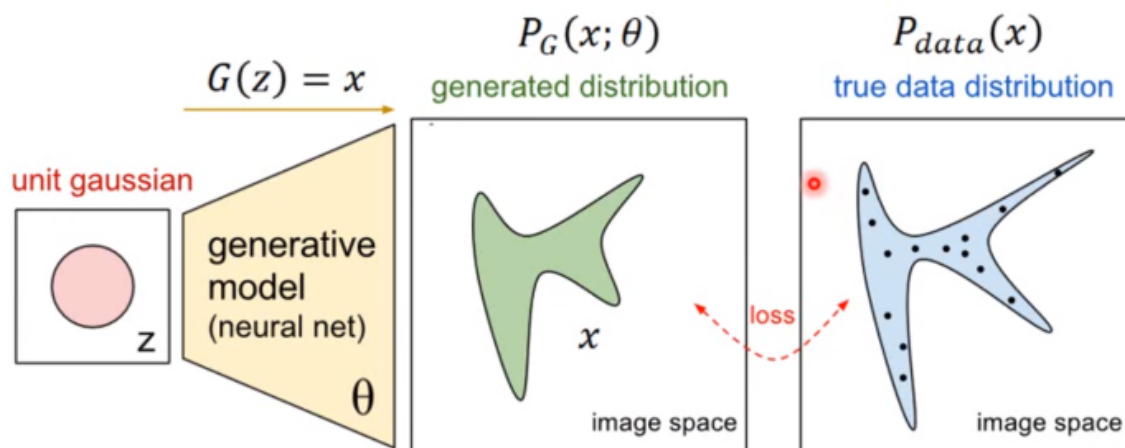 P_G(x; θ)
P_data(x)
G(z) = x
generated distribution
true data distribution
unit gaussian
generative
model
(neural net)
z
θ
x
loss
image space
image space